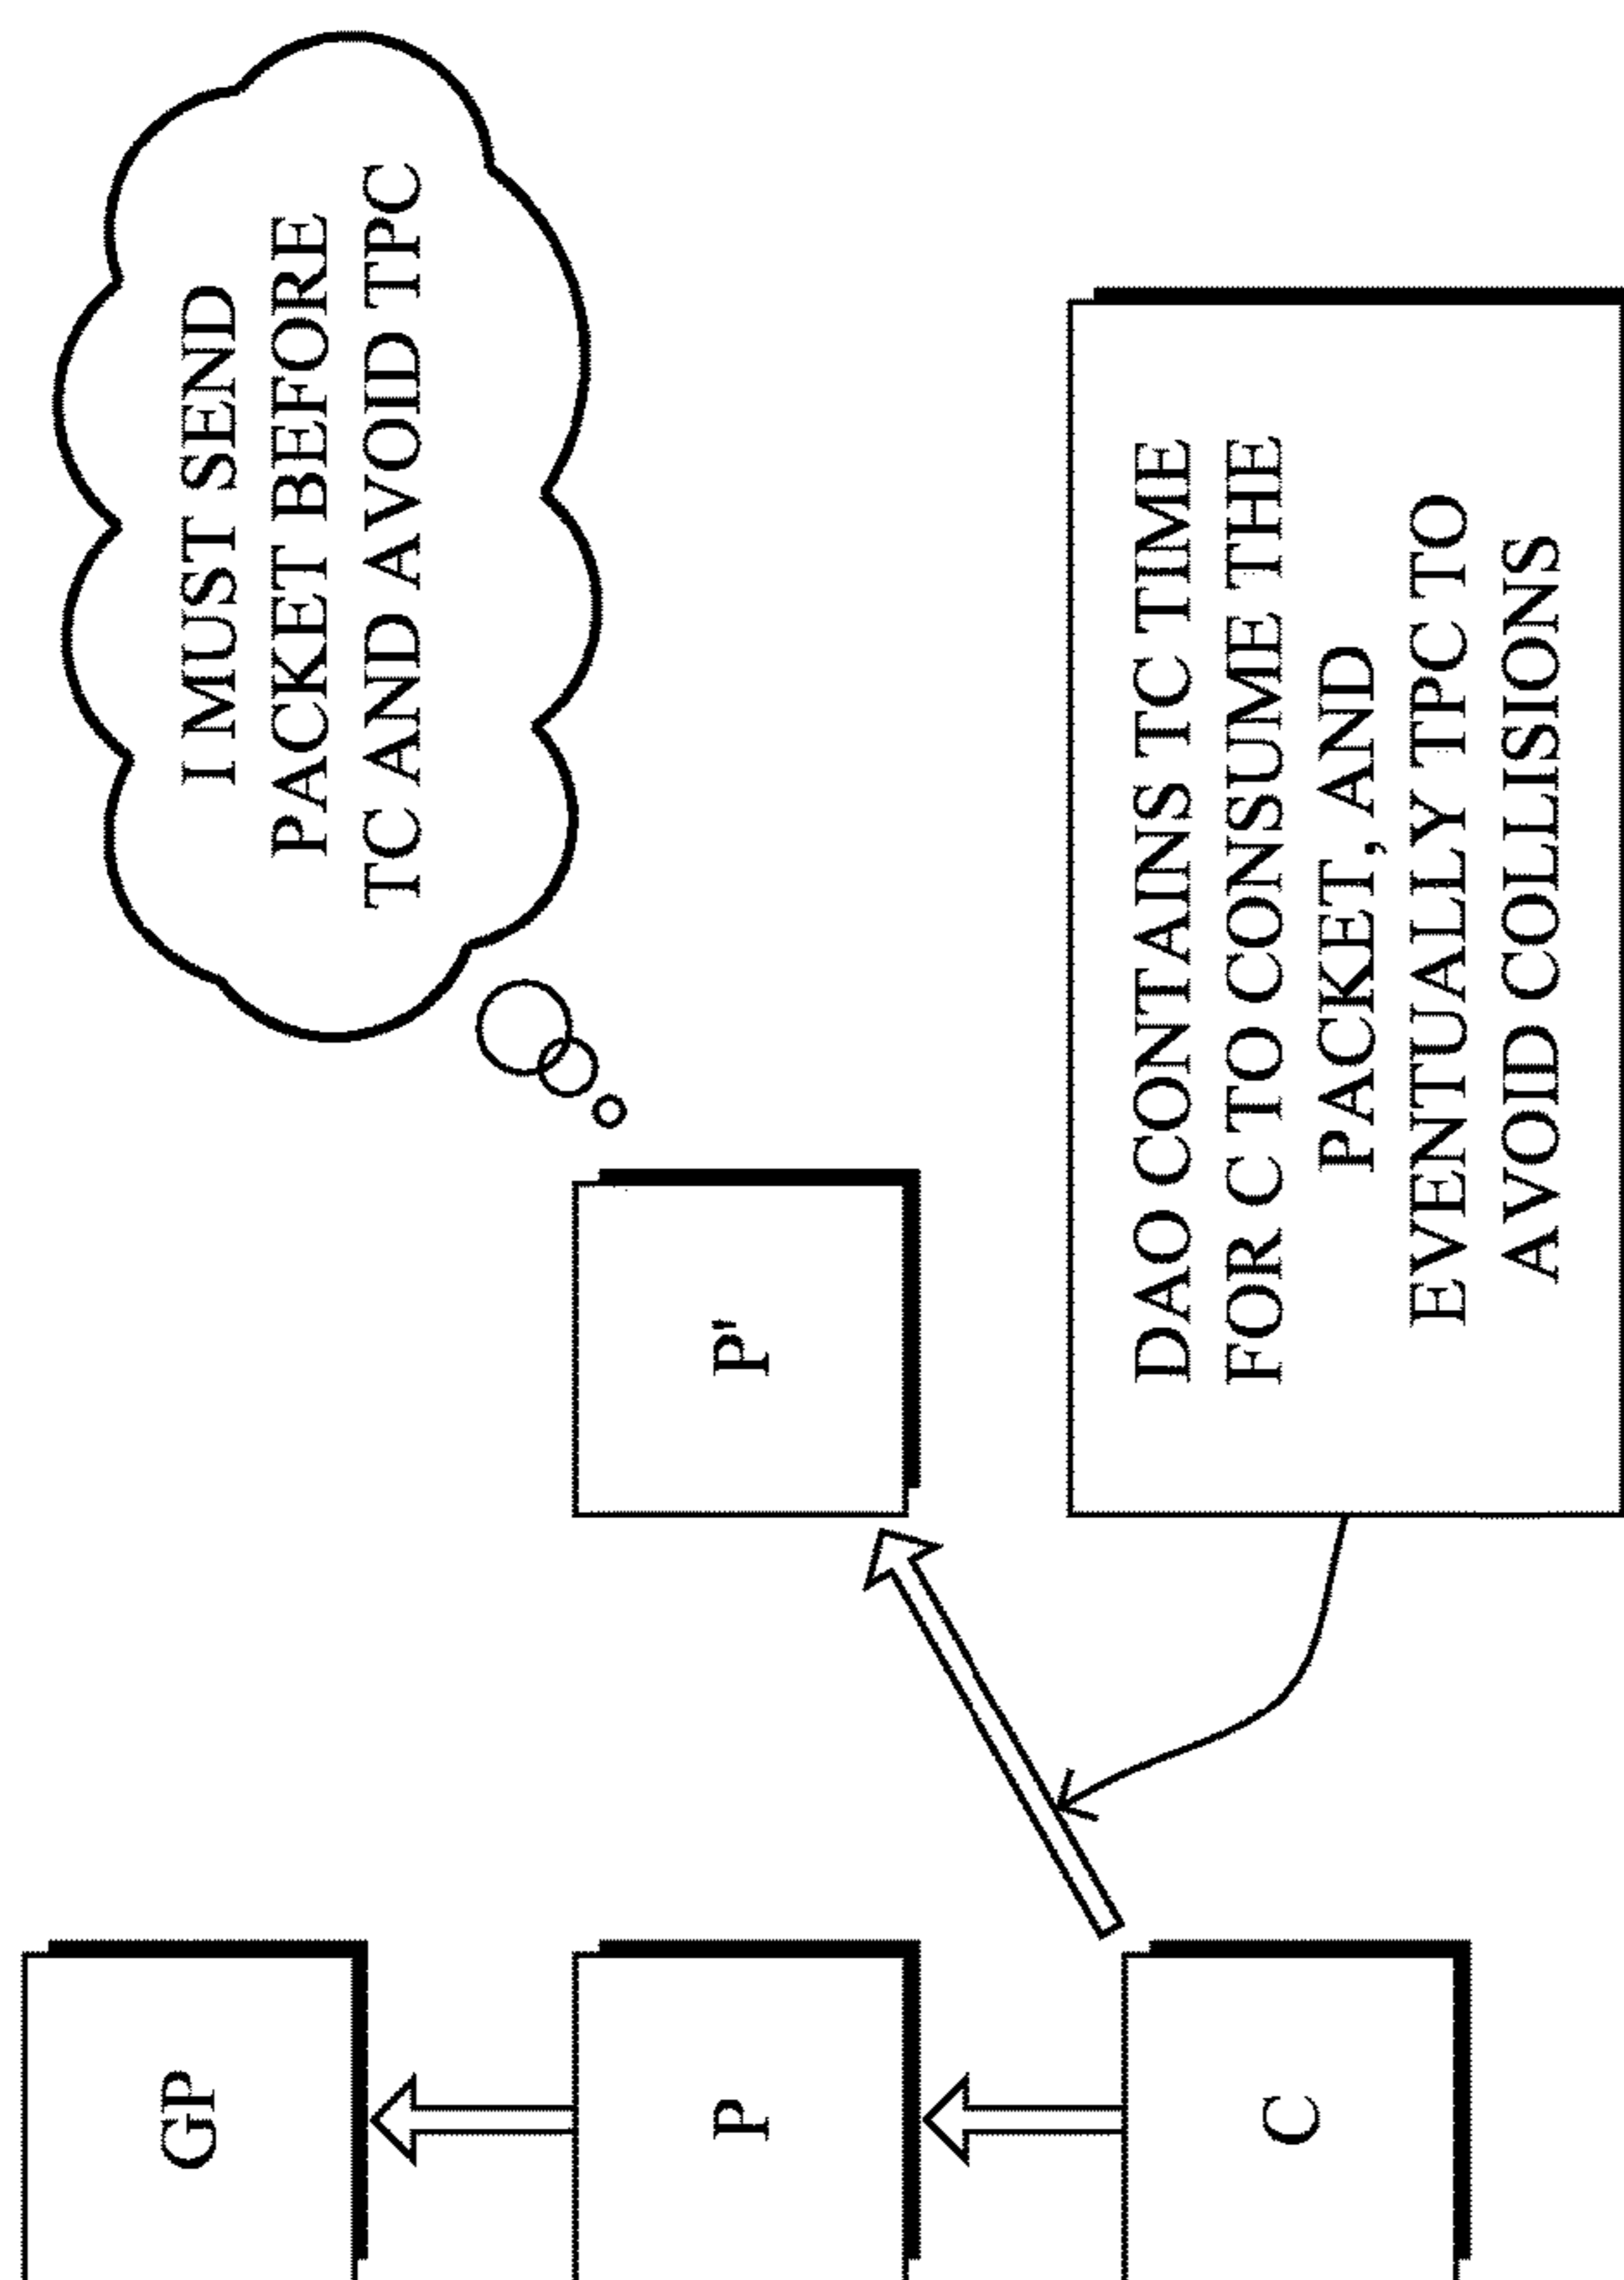 I MUST SEND
PACKET BEFORE
TC AND AVOID TPC
GP
P
P'
C
DAO CONTAINS TC TIME
FOR C TO CONSUME THE
PACKET, AND
EVENTUALLY TPC TO
AVOID COLLISIONS